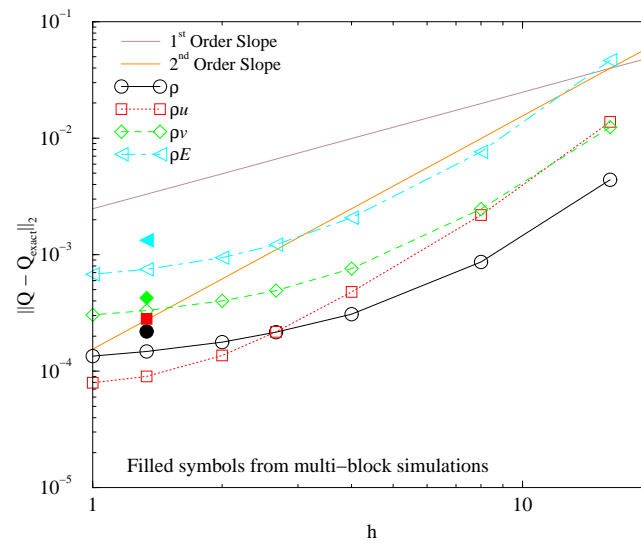 10⁻¹
1ˢᵗ Order Slope
2ⁿᵈ Order Slope
ρ
ρu
ρv
ρE
10⁻²
10⁻³
10⁻⁴
10⁻⁵
||Q − Q_exact||₂
Filled symbols from multi−block simulations
1
10
h